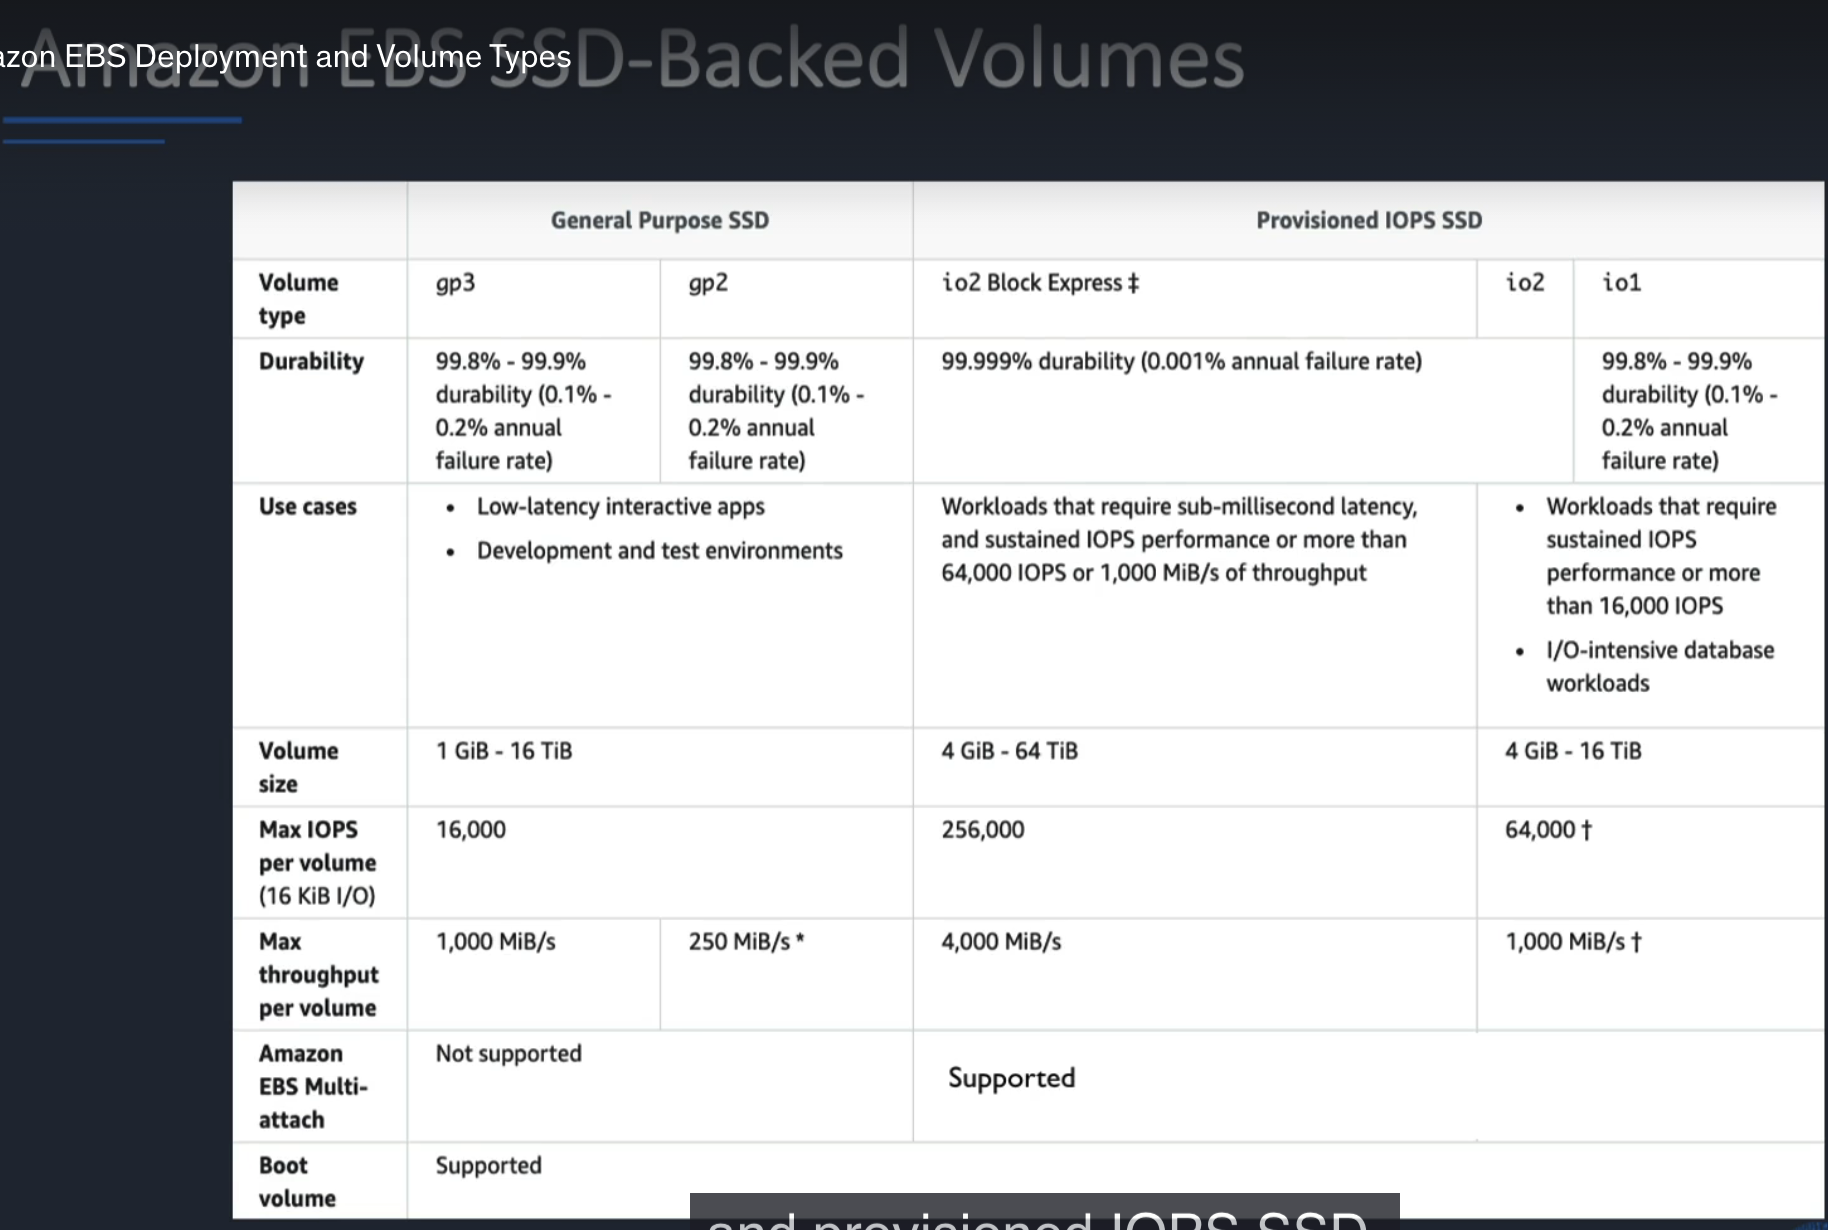 Amazon EBS SSD-Backed Volumes
azon EBS Deployment and Volume Types
General Purpose SSD
Provisioned IOPS SSD
Volume type
gp3
gp2
io2 Block Express ‡
io2
io1
Durability
99.8% - 99.9%
durability (0.1% -
0.2% annual
failure rate)
99.8% - 99.9%
durability (0.1% -
0.2% annual
failure rate)
99.999% durability (0.001% annual failure rate)
99.8% - 99.9%
durability (0.1% -
0.2% annual
failure rate)
Use cases
• Low-latency interactive apps
• Development and test environments
Workloads that require sub-millisecond latency,
and sustained IOPS performance or more than
64,000 IOPS or 1,000 MiB/s of throughput
• Workloads that require
sustained IOPS
performance or more
than 16,000 IOPS
• I/O-intensive database
workloads
Volume
size
1 GiB - 16 TiB
4 GiB - 64 TiB
4 GiB - 16 TiB
Max IOPS
per volume
(16 KiB I/O)
16,000
256,000
64,000 †
Max
throughput
per volume
1,000 MiB/s
250 MiB/s *
4,000 MiB/s
1,000 MiB/s †
Amazon
EBS Multi-
attach
Not supported
Supported
Boot
volume
Supported
and provisioned IOPS SSD